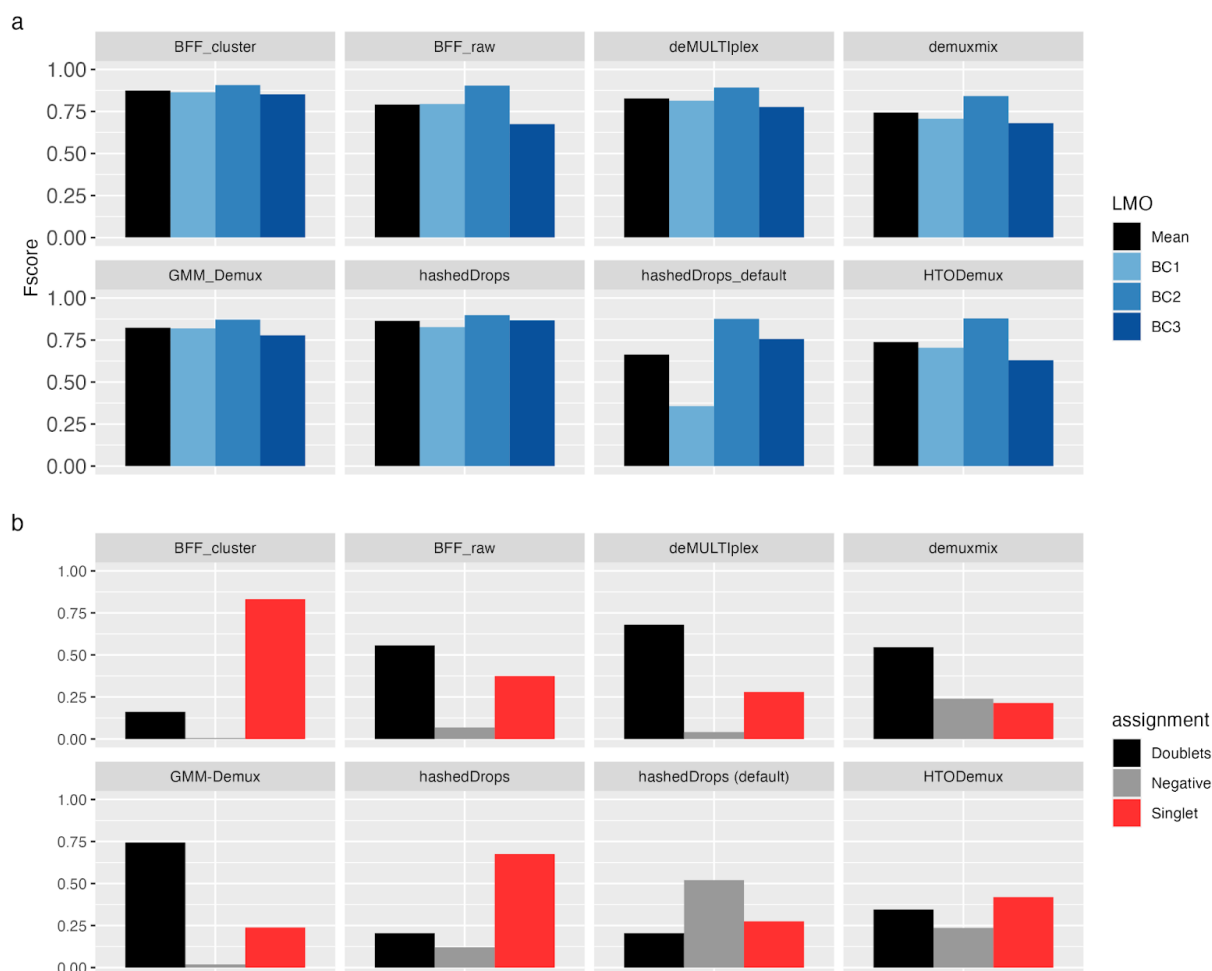 a
BFF_cluster BFF_raw deMULTIplex demuxmix
1.00
0.75
0.50
0.25
0.00
GMM_Demux hashedDrops hashedDrops_default HTODemux
1.00
0.75
0.50
0.25
0.00
Fscore
LMO
Mean
BC1
BC2
BC3
b
BFF_cluster BFF_raw deMULTIplex demuxmix
1.00
0.75
0.50
0.25
0.00
GMM-Demux hashedDrops hashedDrops (default) HTODemux
1.00
0.75
0.50
0.25
0.00
assignment
Doublets
Negative
Singlet